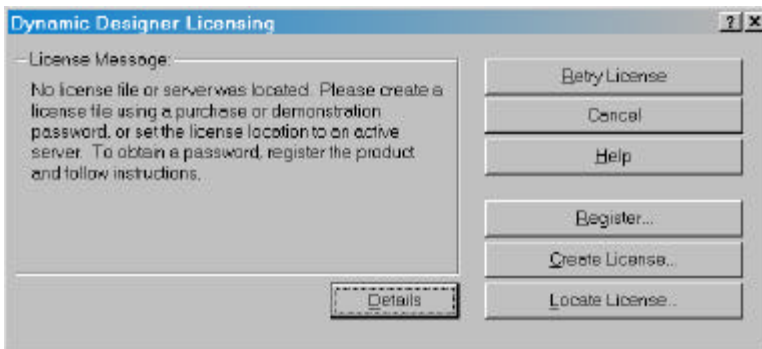 Dynamic Designer Licensing
License Message:
No license file or server was located. Please create a
license file using a purchase or demonstration
password, or set the license location to an active
server. To obtain a password, register the product
and follow instructions.
Details
Retry License
Cancel
Help
Register...
Create License...
Locate License...